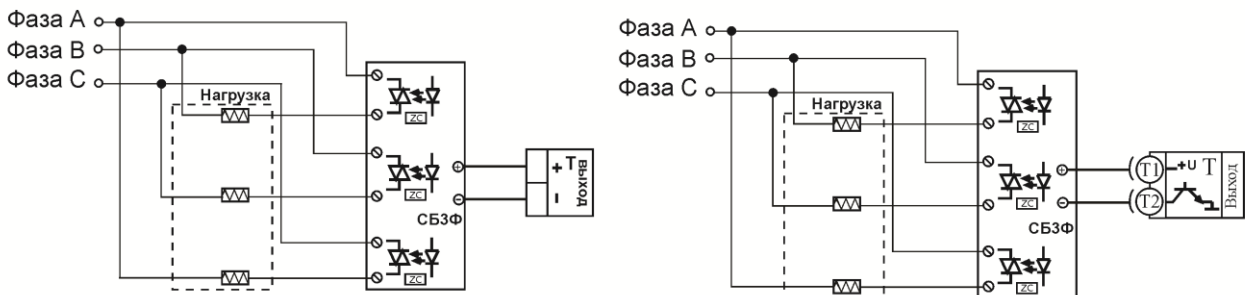 Фаза A
Фаза B
Фаза C
Нагрузка
ZC
ZC
СБ3Ф
ZC
+ T
-
выход
Фаза A
Фаза B
Фаза C
Нагрузка
ZC
ZC
СБ3Ф
ZC
T1
T2
+U T
Выход